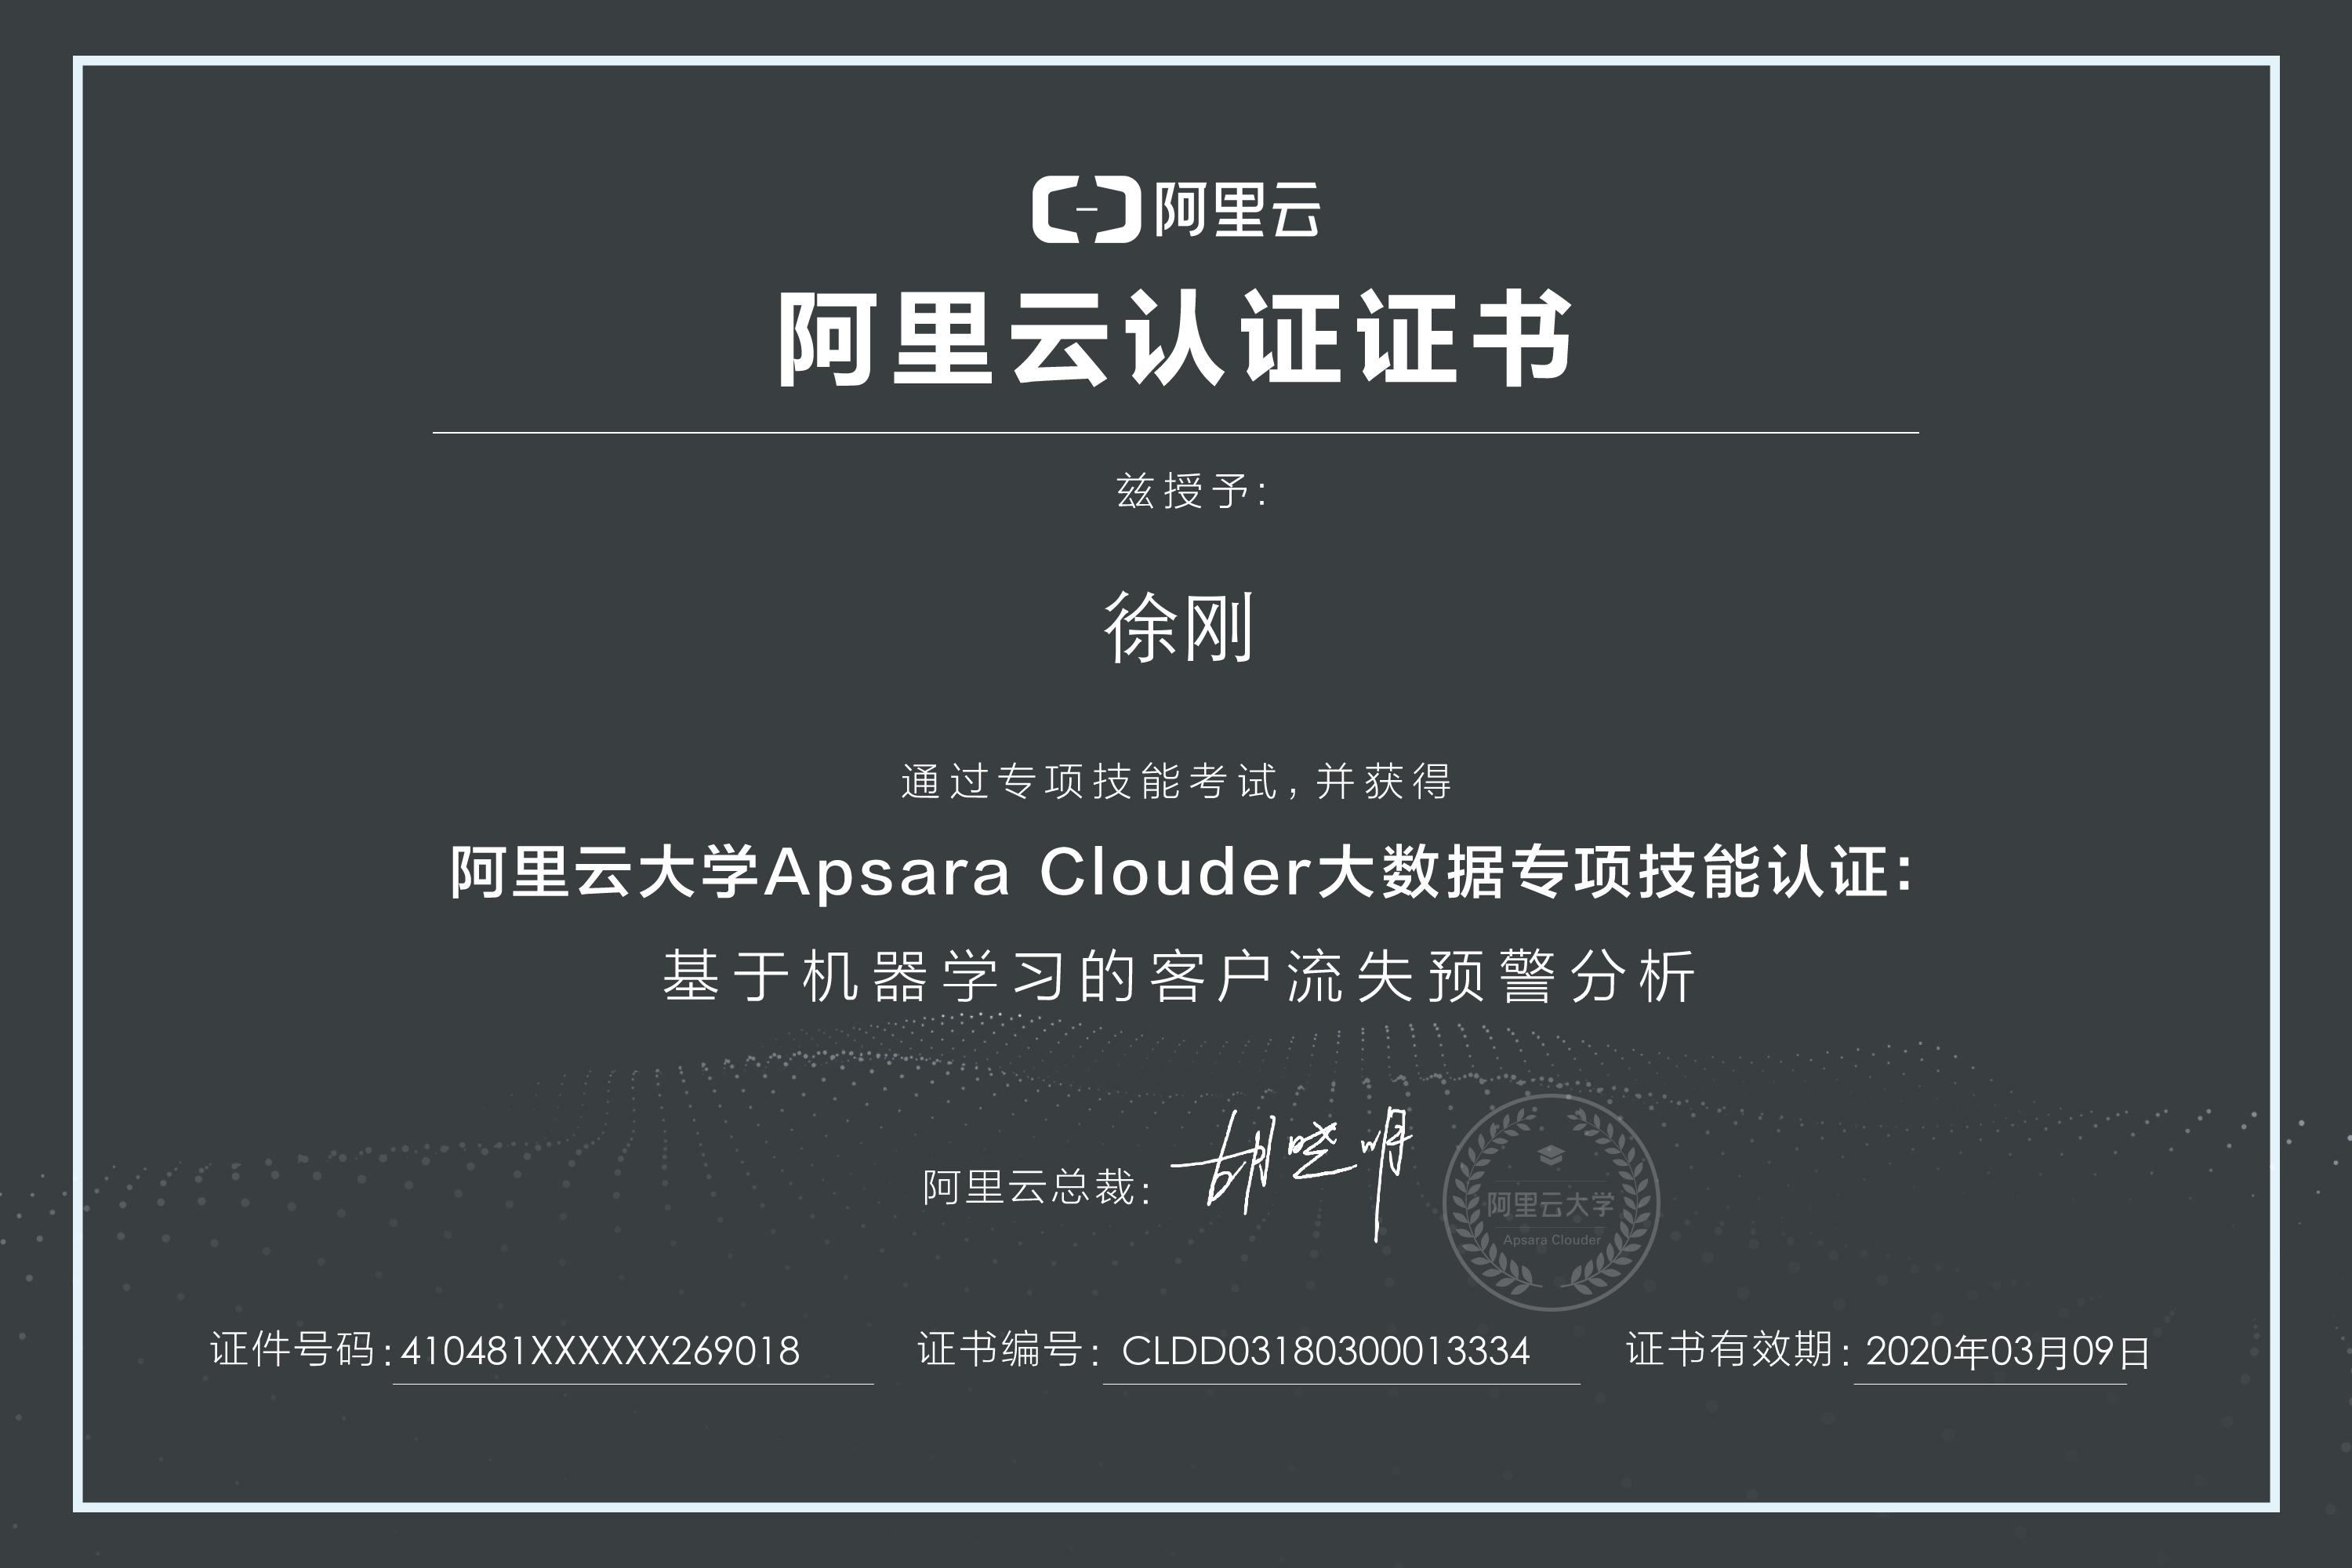 阿里云
阿里云认证证书
兹授予：
徐刚
通过专项技能考试，并获得
阿里云大学Apsara Clouder大数据专项技能认证：
基于机器学习的客户流失预警分析
阿里云总裁：
阿里云大学
Apsara Clouder
证件号码：410481XXXXXXX269018 证书编号： CLDD03180300013334 证书有效期：2020年03月09日